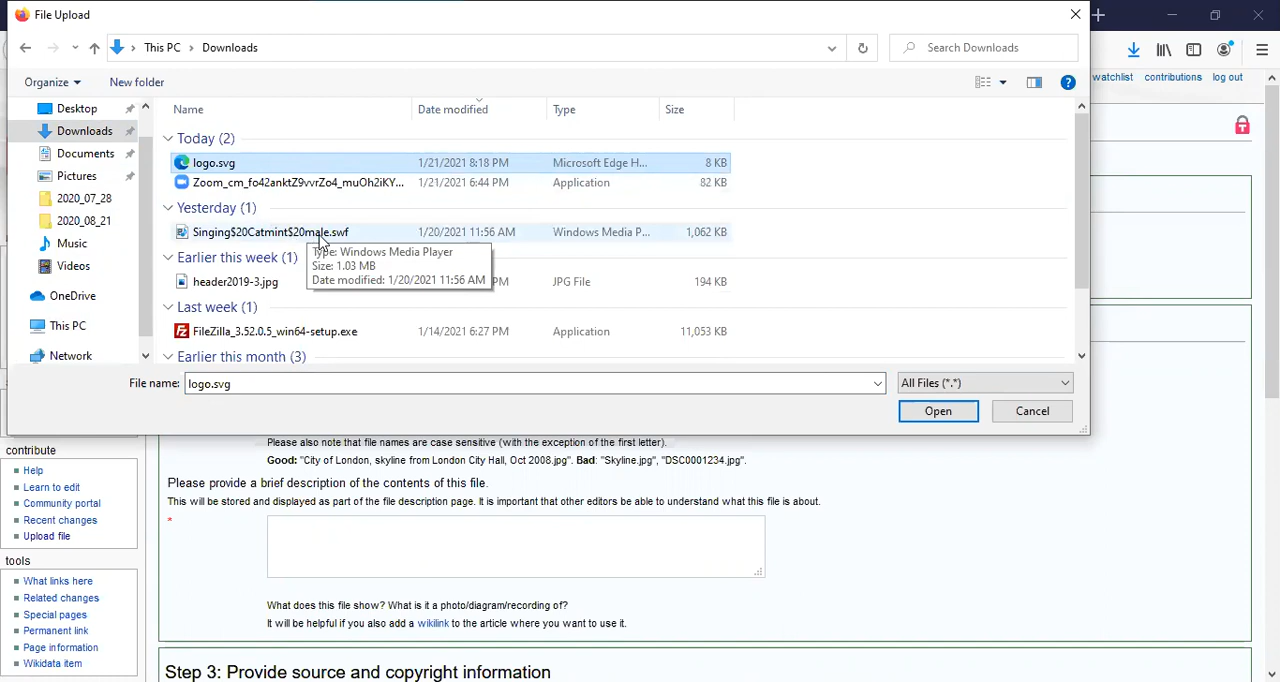 File Upload
This PC > Downloads
Search Downloads
Organize
New folder
watchlist contributions log out
Desktop
Downloads
Documents
Pictures
2020_07_28
2020_08_21
Music
Videos
OneDrive
This PC
Network
Name Date modified Type Size
Today (2)
logo.svg 1/21/2021 8:18 PM Microsoft Edge H... 8 KB
Zoom_cm_fo42anktZ9vvrZo4_muOh2iKY... 1/21/2021 6:44 PM Application 82 KB
Yesterday (1)
Singing$20Catmint$20male.swf 1/20/2021 11:56 AM Windows Media P... 1,062 KB
Type: Windows Media Player
Size: 1.03 MB
Date modified: 1/20/2021 11:56 AM
Earlier this week (1)
header2019-3.jpg PM JPG File 194 KB
Last week (1)
FileZilla_3.52.0.5_win64-setup.exe 1/14/2021 6:27 PM Application 11,053 KB
Earlier this month (3)
File name: logo.svg All Files (*.*)
Open Cancel
Please also note that file names are case sensitive (with the exception of the first letter).
Good: "City of London, skyline from London City Hall, Oct 2008.jpg". Bad: "Skyline.jpg", "DSC0001234.jpg".
Please provide a brief description of the contents of this file.
This will be stored and displayed as part of the file description page. It is important that other editors be able to understand what this file is about.
*
What does this file show? What is it a photo/diagram/recording of?
It will be helpful if you also add a wikilink to the article where you want to use it.
Step 3: Provide source and copyright information
contribute
Help
Learn to edit
Community portal
Recent changes
Upload file
tools
What links here
Related changes
Special pages
Permanent link
Page information
Wikidata item